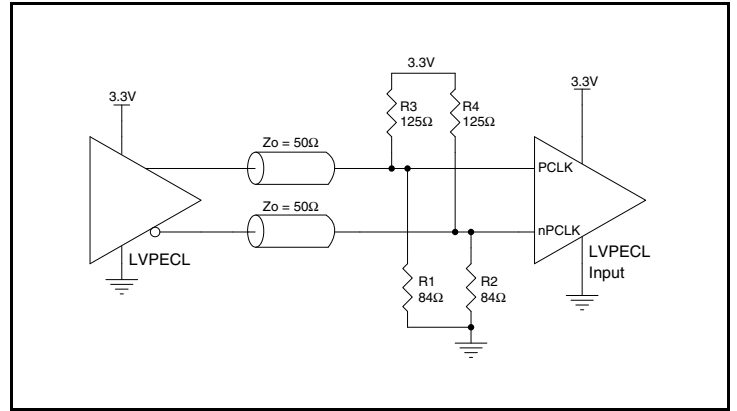 3.3V
3.3V
3.3V
R3
125Ω
R4
125Ω
Zo = 50Ω
PCLK
Zo = 50Ω
nPCLK
LVPECL
LVPECL
Input
R1
84Ω
R2
84Ω